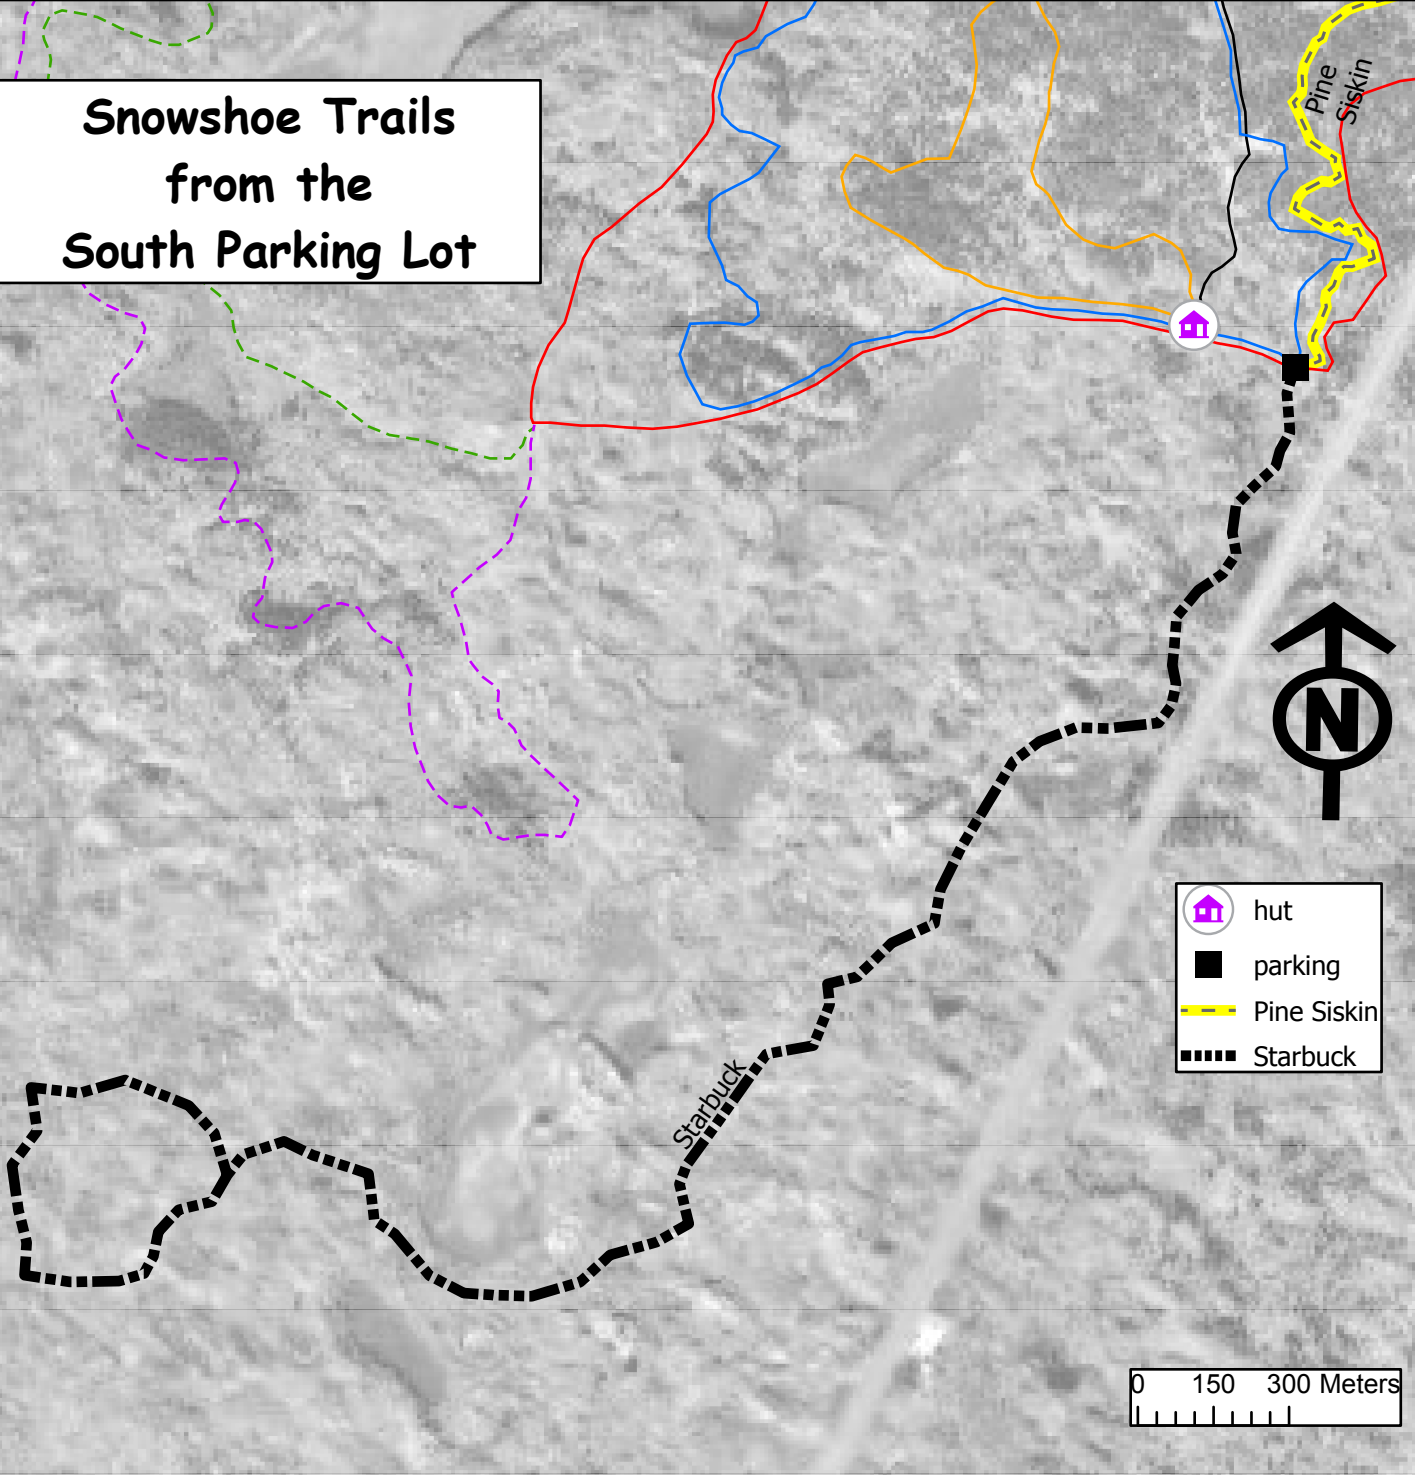 Snowshoe Trails
from the
South Parking Lot
Pine
Siskin
N
hut
parking
Pine Siskin
Starbuck
Starbuck
0 150 300 Meters